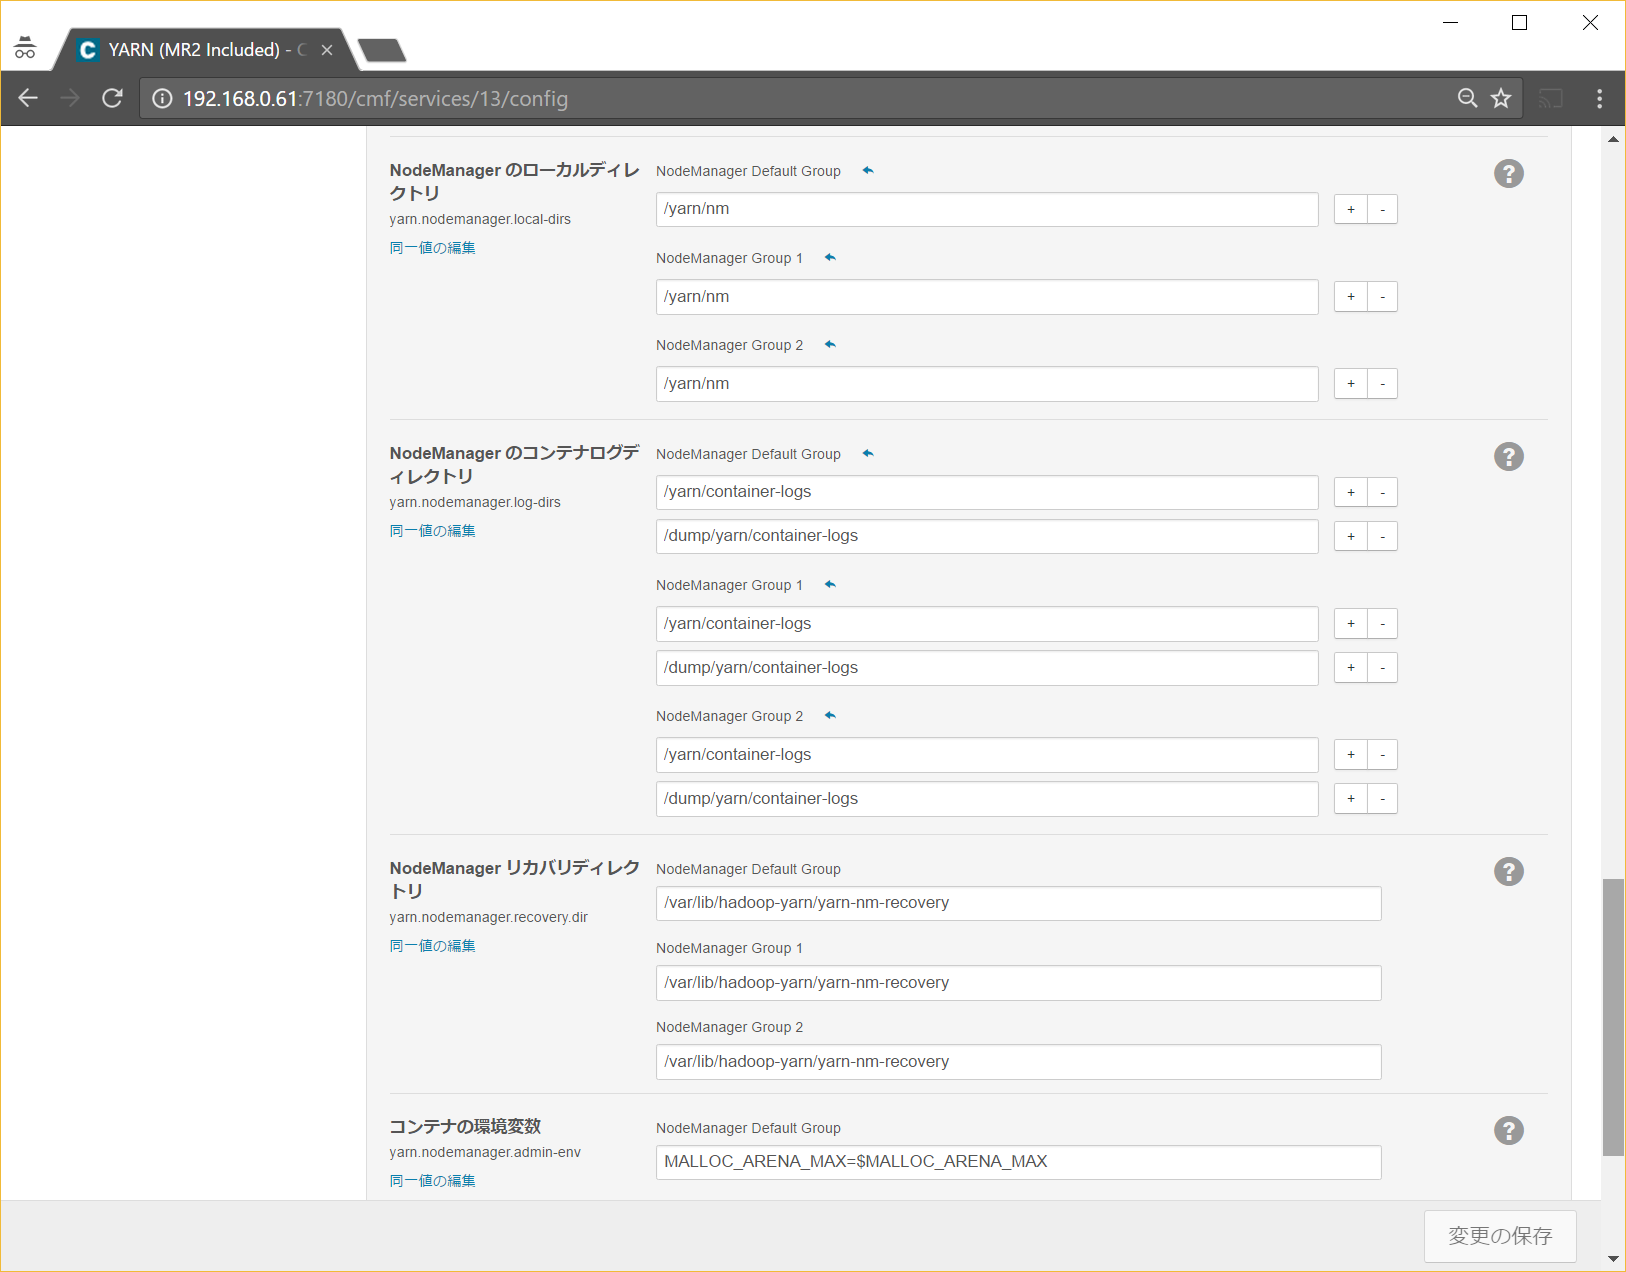 YARN (MR2 Included) - C
192.168.0.61:7180/cmf/services/13/config
NodeManager のローカルディレ
クトリ
yarn.nodemanager.local-dirs
同一値の編集
NodeManager Default Group
/yarn/nm
+ -
NodeManager Group 1
/yarn/nm
+ -
NodeManager Group 2
/yarn/nm
+ -
?
NodeManager のコンテナログデ
ィレクトリ
yarn.nodemanager.log-dirs
同一値の編集
NodeManager Default Group
/yarn/container-logs
+ -
/dump/yarn/container-logs
+ -
NodeManager Group 1
/yarn/container-logs
+ -
/dump/yarn/container-logs
+ -
NodeManager Group 2
/yarn/container-logs
+ -
/dump/yarn/container-logs
+ -
?
NodeManager リカバリディレク
トリ
yarn.nodemanager.recovery.dir
同一値の編集
NodeManager Default Group
/var/lib/hadoop-yarn/yarn-nm-recovery
NodeManager Group 1
/var/lib/hadoop-yarn/yarn-nm-recovery
NodeManager Group 2
/var/lib/hadoop-yarn/yarn-nm-recovery
?
コンテナの環境変数
yarn.nodemanager.admin-env
同一値の編集
NodeManager Default Group
MALLOC_ARENA_MAX=$MALLOC_ARENA_MAX
?
変更の保存